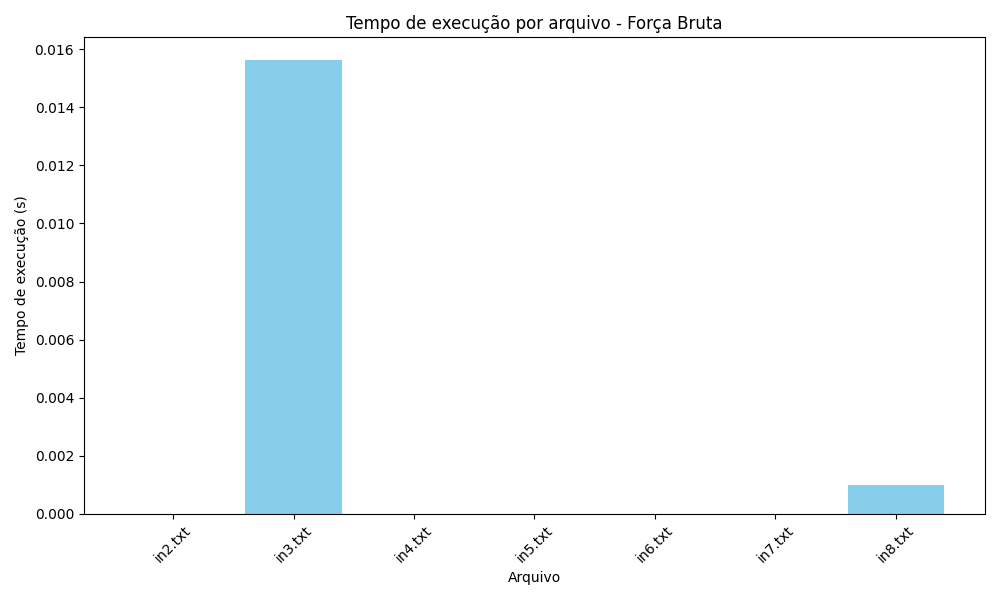 Tempo de execução por arquivo - Força Bruta
Tempo de execução (s)
0.016
0.014
0.012
0.010
0.008
0.006
0.004
0.002
0.000
in2.txt
in3.txt
in4.txt
in5.txt
in6.txt
in7.txt
in8.txt
Arquivo